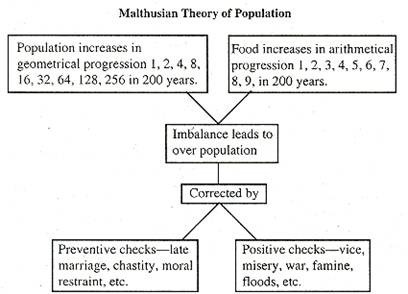 Malthusian Theory of Population
Population increases in
geometrical progression 1, 2, 4, 8,
16, 32, 64, 128, 256 in 200 years.
Food increases in arithmetical
progression 1, 2, 3, 4, 5, 6, 7,
8, 9, in 200 years.
Imbalance leads to
over population
Corrected by
Preventive checks—late
marriage, chastity, moral
restraint, etc.
Positive checks—vice,
misery, war, famine,
floods, etc.